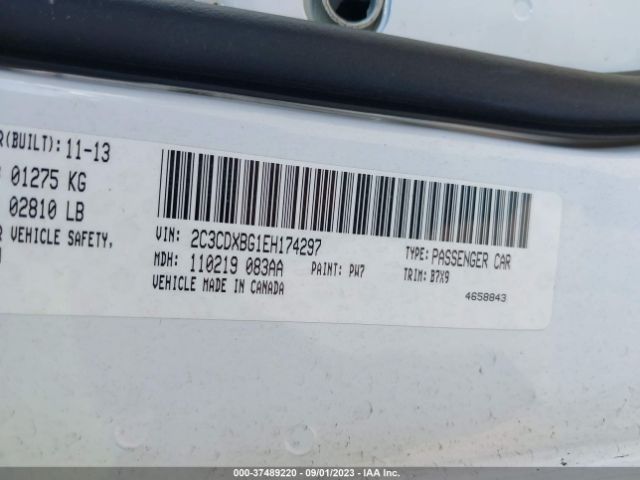 R(BUILT): 11-13
01275 KG
02810 LB
R VEHICLE SAFETY,
VIN: 2C3CDXBG1EH174297
TYPE: PASSENGER CAR
MDH: 110219 083AA
PAINT: PW7
TRIM: B7X9
VEHICLE MADE IN CANADA
4658843
000-37489220 - 09/01/2023 - IAA Inc.